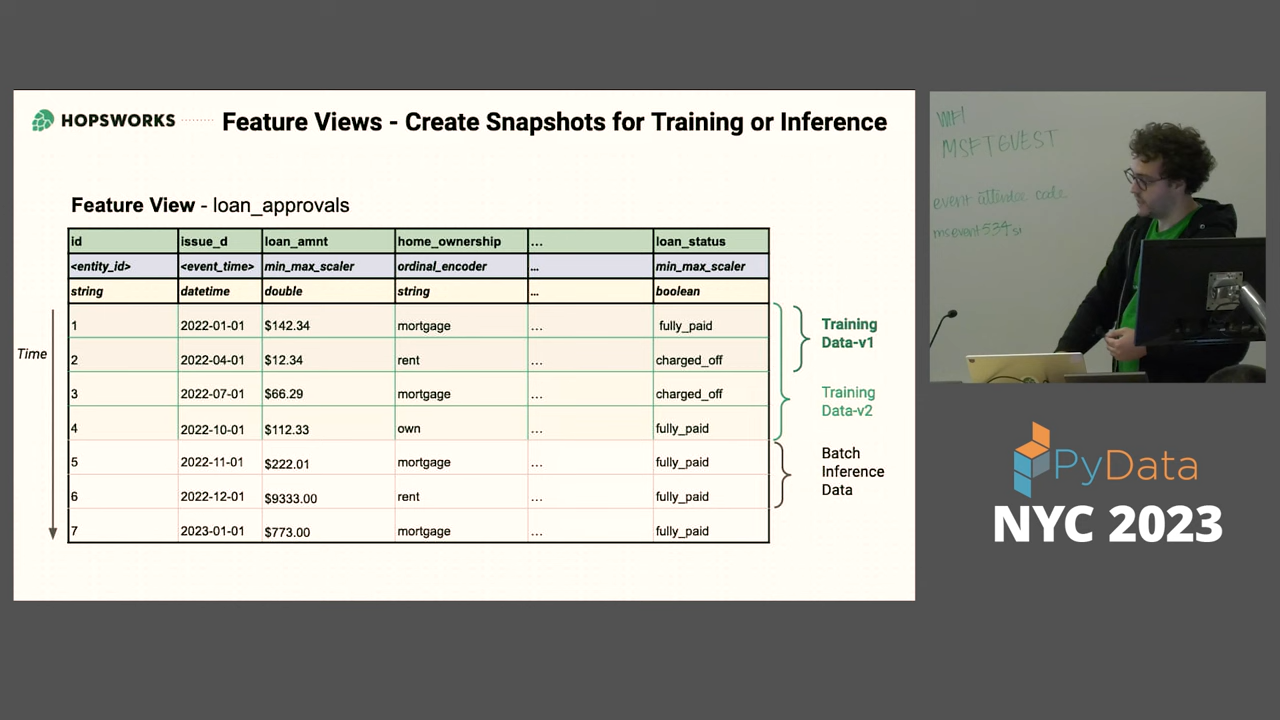 HOPSWORKS
Feature Views - Create Snapshots for Training or Inference
Feature View - loan_approvals
id issue_d loan_amnt home_ownership ... loan_status
<entity_id> <event_time> min_max_scaler ordinal_encoder ... min_max_scaler
string datetime double string ... boolean
Time
1 2022-01-01 $142.34 mortgage ... fully_paid
2 2022-04-01 $12.34 rent ... charged_off
3 2022-07-01 $66.29 mortgage ... charged_off
4 2022-10-01 $112.33 own ... fully_paid
5 2022-11-01 $222.01 mortgage ... fully_paid
6 2022-12-01 $9333.00 rent ... fully_paid
7 2023-01-01 $773.00 mortgage ... fully_paid
Training
Data-v1
Training
Data-v2
Batch
Inference
Data
MSFTGUEST
event attendee code
PyData
NYC 2023